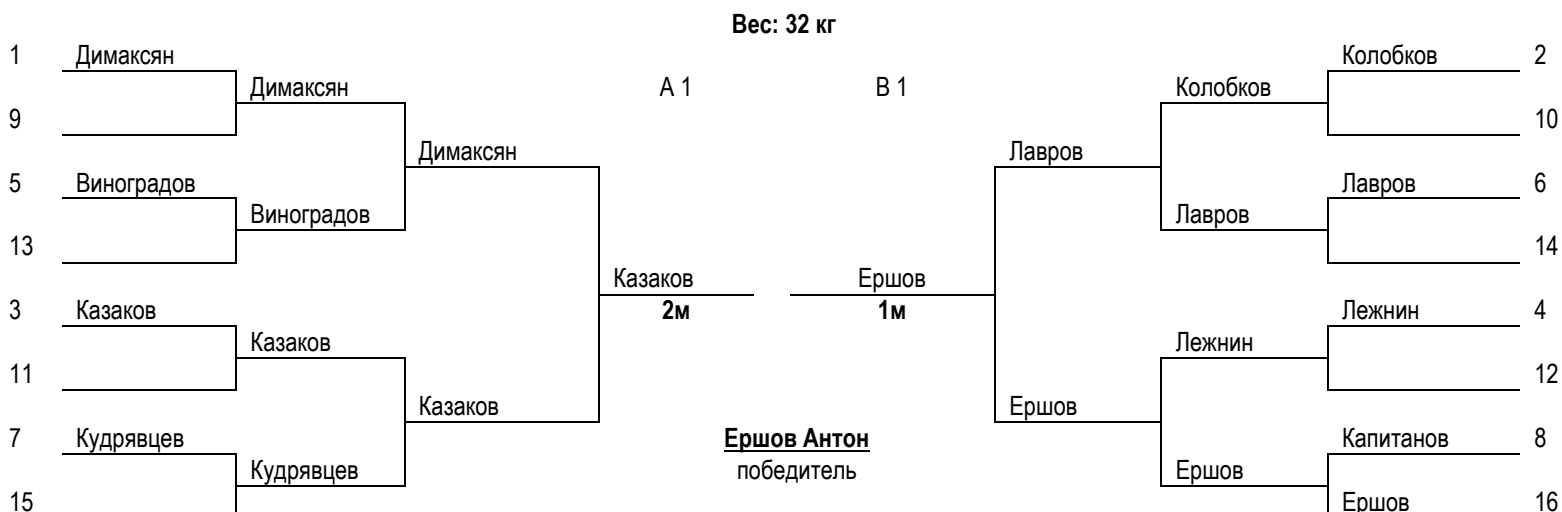 Вес: 32 кг
1 Димаксян Колобков 2
Димаксян А 1 В 1 Колобков
9 10
Димаксян Лавров
5 Виноградов Лавров 6
Виноградов Лавров
13 14
Казаков Ершов
2м 1м
3 Казаков Лежнин 4
Казаков Лежнин
11 12
Казаков Ершов
7 Кудрявцев Ершов Антон Капитанов 8
Кудрявцев победитель Ершов
15 Ершов 16